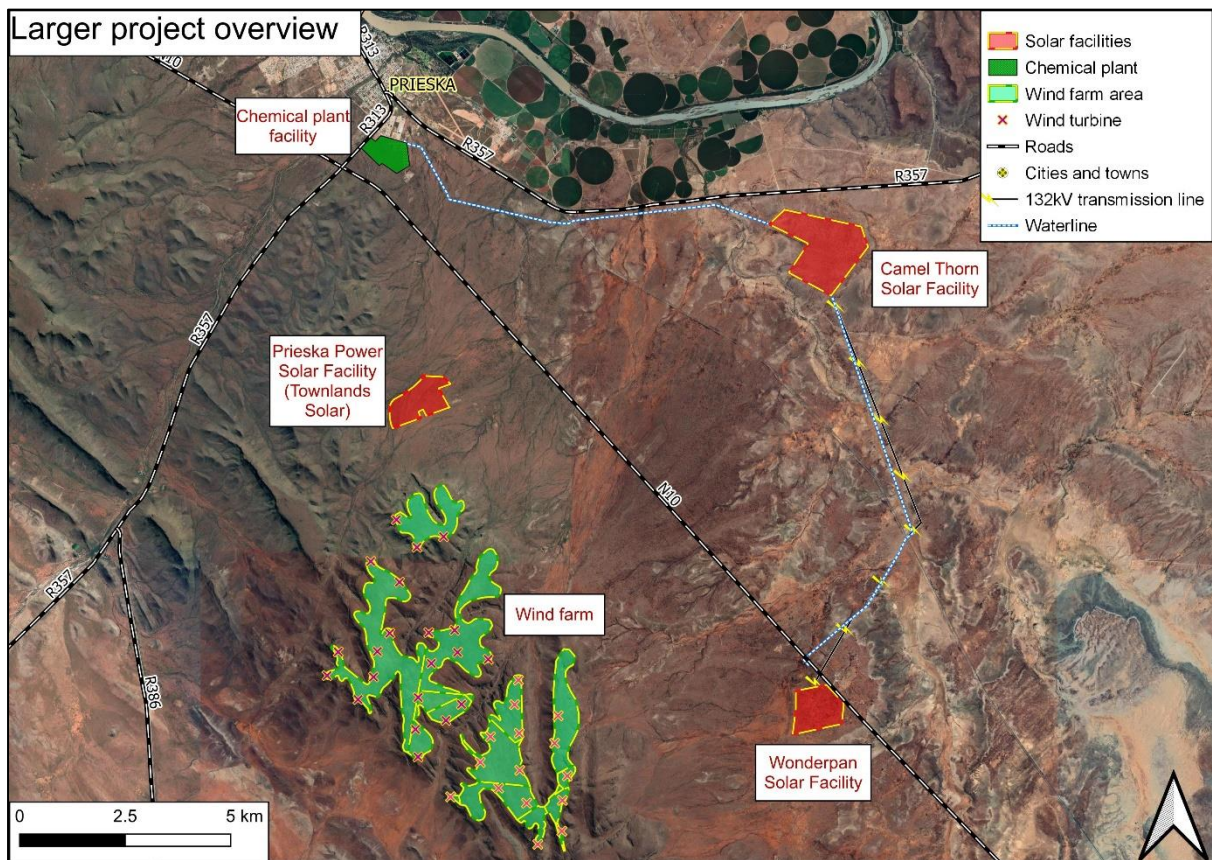 Larger project overview
Solar facilities
Chemical plant
Wind farm area
Wind turbine
Roads
Cities and towns
132kV transmission line
Waterline
R313
PRIESKA
R313
Chemical plant
facility
R357
R357
Camel Thorn
Solar Facility
R357
Prieska Power
Solar Facility
(Townlands
Solar)
N10
R357
Wind farm
R386
Wonderpan
Solar Facility
0 2.5 5 km